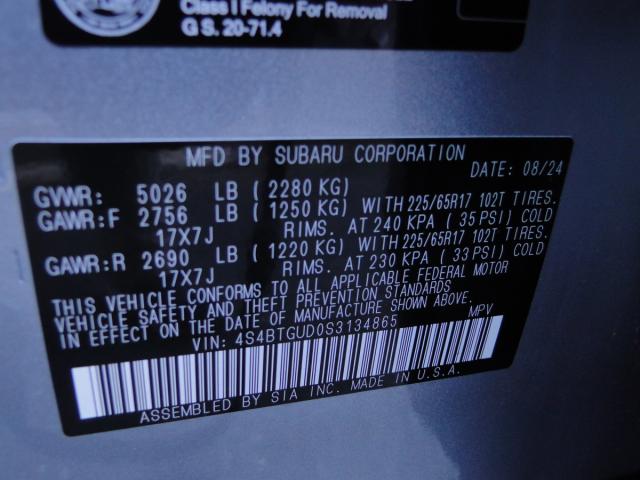 Class I Felony For Removal
G.S. 20-71.4
MFD BY SUBARU CORPORATION
DATE: 08/24
GVWR: 5026 LB (2280 KG)
GAWR:F 2756 LB (1250 KG) WITH 225/65R17 102T TIRES.
17X7J RIMS. AT 240 KPA (35 PSI) COLD
GAWR:R 2690 LB (1220 KG) WITH 225/65R17 102T TIRES.
17X7J RIMS. AT 230 KPA (33 PSI) COLD
THIS VEHICLE CONFORMS TO ALL APPLICABLE FEDERAL MOTOR
VEHICLE SAFETY AND THEFT PREVENTION STANDARDS
IN EFFECT ON THE DATE OF MANUFACTURE SHOWN ABOVE.
VIN: 4S4BTGUD0S3134865 MPV
ASSEMBLED BY SIA INC. MADE IN U.S.A.